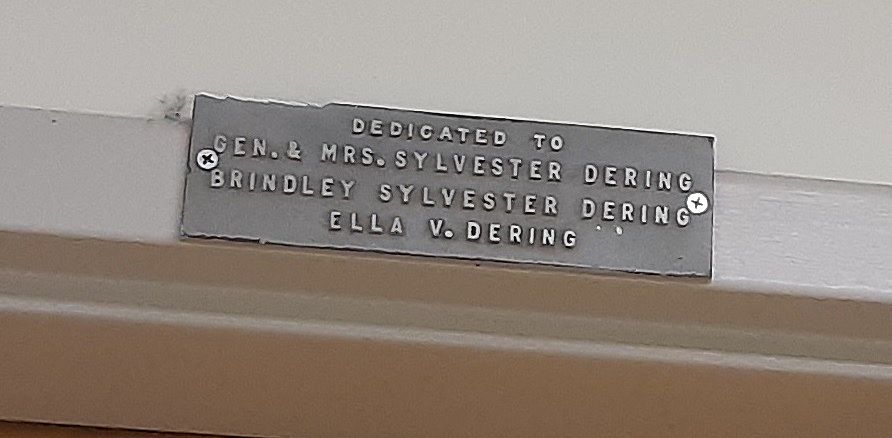 DEDICATED TO
GEN. & MRS. SYLVESTER DERING
BRINDLEY SYLVESTER DERING
ELLA V. DERING